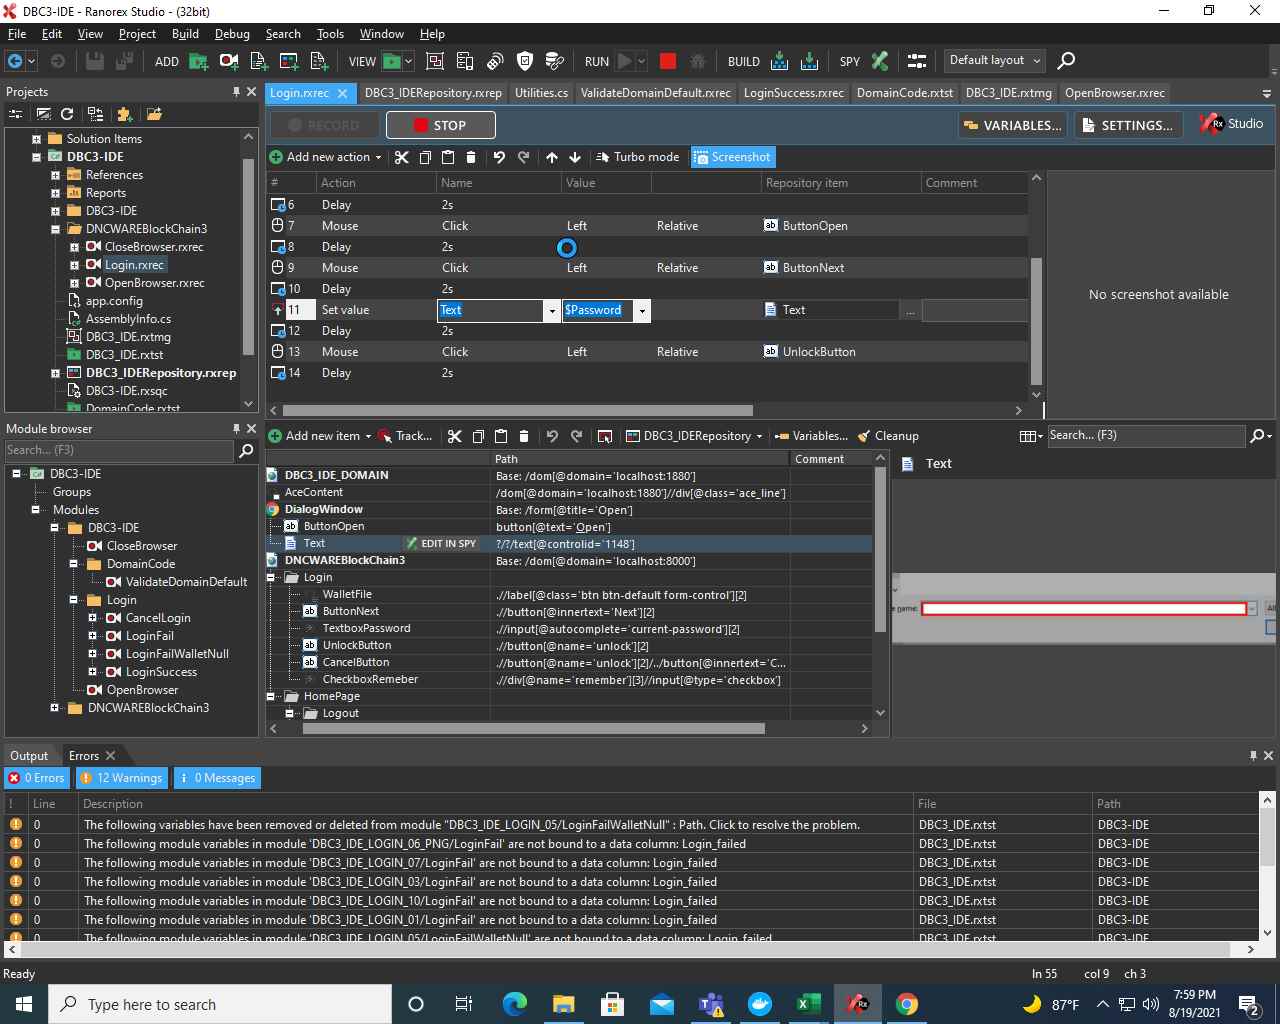 DBC3-IDE - Ranorex Studio - (32bit)
File Edit View Project Build Debug Search Tools Window Help
ADD VIEW RUN BUILD SPY Default layout
Projects
Solution Items
DBC3-IDE
References
Reports
DBC3-IDE
DNCWAREBlockChain3
CloseBrowser.rxrec
Login.rxrec
OpenBrowser.rxrec
app.config
AssemblyInfo.cs
DBC3_IDE.rxtmg
DBC3_IDE.rxtst
DBC3_IDERepository.rxrep
DBC3-IDE.rxsqc
DomainCode.rxtst
Login.rxrec DBC3_IDERepository.rxrep Utilities.cs ValidateDomainDefault.rxrec LoginSuccess.rxrec DomainCode.rxtst DBC3_IDE.rxtmg OpenBrowser.rxrec
RECORD STOP VARIABLES... SETTINGS... Rx Studio
Add new action Turbo mode Screenshot
# Action Name Value Repository item Comment
6 Delay 2s
7 Mouse Click Left Relative ab ButtonOpen
8 Delay 2s
9 Mouse Click Left Relative ab ButtonNext
10 Delay 2s
11 Set value Text $Password Text ...
12 Delay 2s
13 Mouse Click Left Relative ab UnlockButton
14 Delay 2s
No screenshot available
Module browser
Search... (F3)
DBC3-IDE
Groups
Modules
DBC3-IDE
CloseBrowser
DomainCode
ValidateDomainDefault
Login
CancelLogin
LoginFail
LoginFailWalletNull
LoginSuccess
OpenBrowser
DNCWAREBlockChain3
Add new item Track... DBC3_IDERepository Variables... Cleanup Search... (F3)
Path Comment
DBC3_IDE_DOMAIN Base: /dom[@domain='localhost:1880']
AceContent /dom[@domain='localhost:1880']//div[@class='ace_line']
DialogWindow Base: /form[@title='Open']
ab ButtonOpen button[@text='Open']
Text EDIT IN SPY ?/?/text[@controlid='1148']
DNCWAREBlockChain3 Base: /dom[@domain='localhost:8000']
Login
WalletFile .//label[@class='btn btn-default form-control'][2]
ab ButtonNext .//button[@innertext='Next'][2]
TextboxPassword .//input[@autocomplete='current-password'][2]
ab UnlockButton .//button[@name='unlock'][2]
ab CancelButton .//button[@name='unlock'][2]/../button[@innertext='C...
CheckboxRemeber .//div[@name='remember'][3]//input[@type='checkbox']
HomePage
Logout
Text
name:
All
Output Errors
0 Errors 12 Warnings 0 Messages
! Line Description File Path
0 The following variables have been removed or deleted from module "DBC3_IDE_LOGIN_05/LoginFailWalletNull" : Path. Click to resolve the problem. DBC3_IDE.rxtst DBC3-IDE
0 The following module variables in module 'DBC3_IDE_LOGIN_06_PNG/LoginFail' are not bound to a data column: Login_failed DBC3_IDE.rxtst DBC3-IDE
0 The following module variables in module 'DBC3_IDE_LOGIN_07/LoginFail' are not bound to a data column: Login_failed DBC3_IDE.rxtst DBC3-IDE
0 The following module variables in module 'DBC3_IDE_LOGIN_03/LoginFail' are not bound to a data column: Login_failed DBC3_IDE.rxtst DBC3-IDE
0 The following module variables in module 'DBC3_IDE_LOGIN_10/LoginFail' are not bound to a data column: Login_failed DBC3_IDE.rxtst DBC3-IDE
0 The following module variables in module 'DBC3_IDE_LOGIN_01/LoginFail' are not bound to a data column: Login_failed DBC3_IDE.rxtst DBC3-IDE
0 The following module variables in module 'DBC3_IDE_LOGIN_05/LoginFailWalletNull' are not bound to a data column: Login_failed DBC3_IDE.rxtst DBC3-IDE
Ready ln 55 col 9 ch 3
Type here to search 87°F 7:59 PM
8/19/2021 2